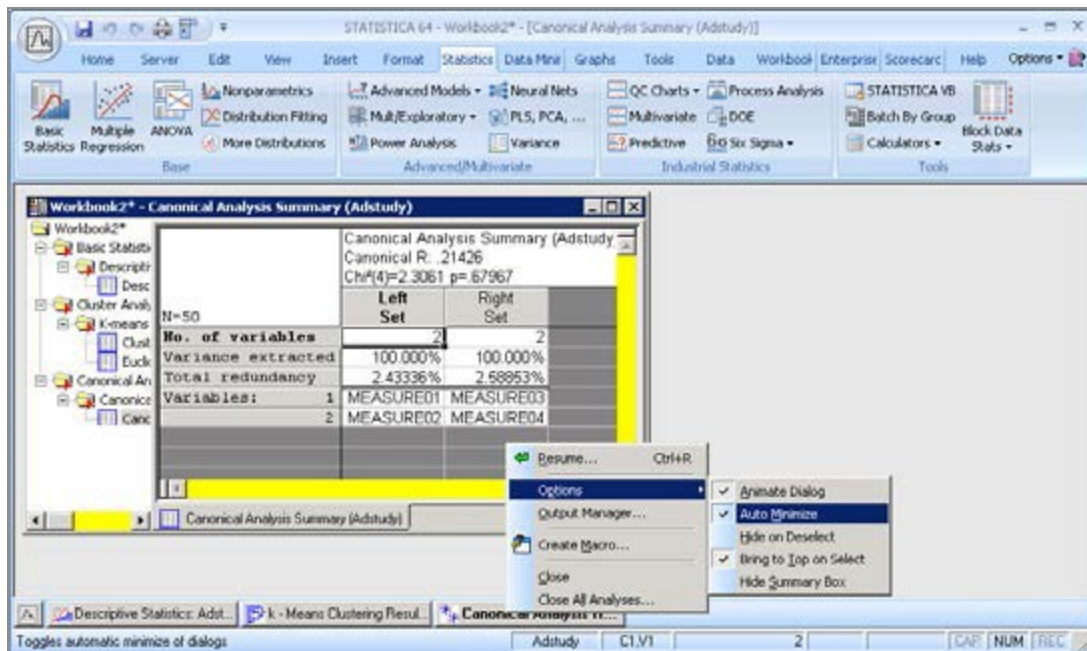 STATISTICA 64 - Workbook2* - [Canonical Analysis Summary (Adstudy)]
Home Server Edit View Insert Format Statistics Data Mine Graphs Tools Data Workbook Enterprise Scorecarc Help Options
Nonparametrics Advanced Models Neural Nets QC Charts Process Analysis STATISTICA VB
Distribution Fitting Mult/Exploratory PLS, PCA, ... Multivariate DOE Batch By Group
More Distributions Power Analysis Variance Predictive 6σ Six Sigma Calculators
Basic Statistics
Multiple Regression
ANOVA
Block Data Stats
Base Advanced/Multivariate Industrial Statistics Tools
Workbook2* - Canonical Analysis Summary (Adstudy)
Workbook2*
Basic Statisti
Descripti
Desc
Cluster Analy
K-means
Clust
Eucli
Canonical An
Canonica
Canc
Canonical Analysis Summary (Adstudy
Canonical R: .21426
Chi²(4)=2.3061 p=.67967
N=50
Left Set
Right Set
No. of variables 2 2
Variance extracted 100.000% 100.000%
Total redundancy 2.43336% 2.58853%
Variables: 1 MEASURE01 MEASURE03
2 MEASURE02 MEASURE04
Canonical Analysis Summary (Adstudy)
Resume... Ctrl+R
Options
Output Manager...
Create Macro...
Close
Close All Analyses...
Animate Dialog
Auto Minimize
Hide on Deselect
Bring to Top on Select
Hide Summary Box
Descriptive Statistics: Adst...
k - Means Clustering Resul...
Canonical Analysis
Toggles automatic minimize of dialogs Adstudy C1,V1 2 CAP NUM REC